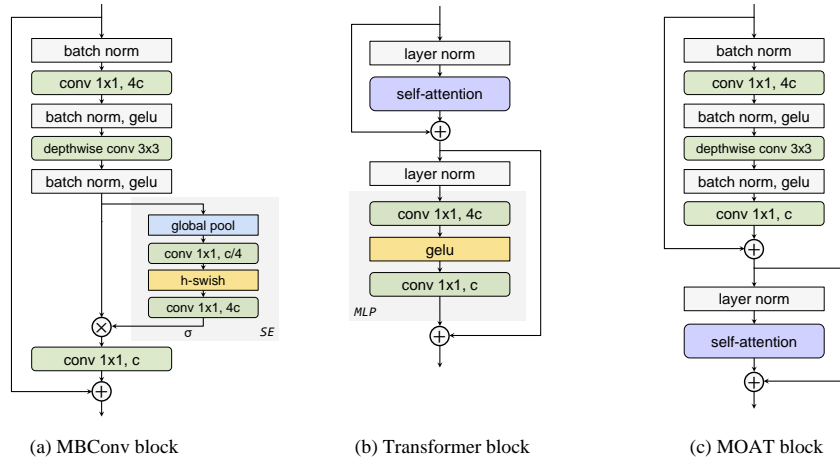 batch norm
conv 1x1, 4c
batch norm, gelu
depthwise conv 3x3
batch norm, gelu
global pool
conv 1x1, c/4
h-swish
conv 1x1, 4c
σ
SE
conv 1x1, c
(a) MBConv block
layer norm
self-attention
layer norm
conv 1x1, 4c
gelu
conv 1x1, c
MLP
(b) Transformer block
batch norm
conv 1x1, 4c
batch norm, gelu
depthwise conv 3x3
batch norm, gelu
conv 1x1, c
layer norm
self-attention
(c) MOAT block